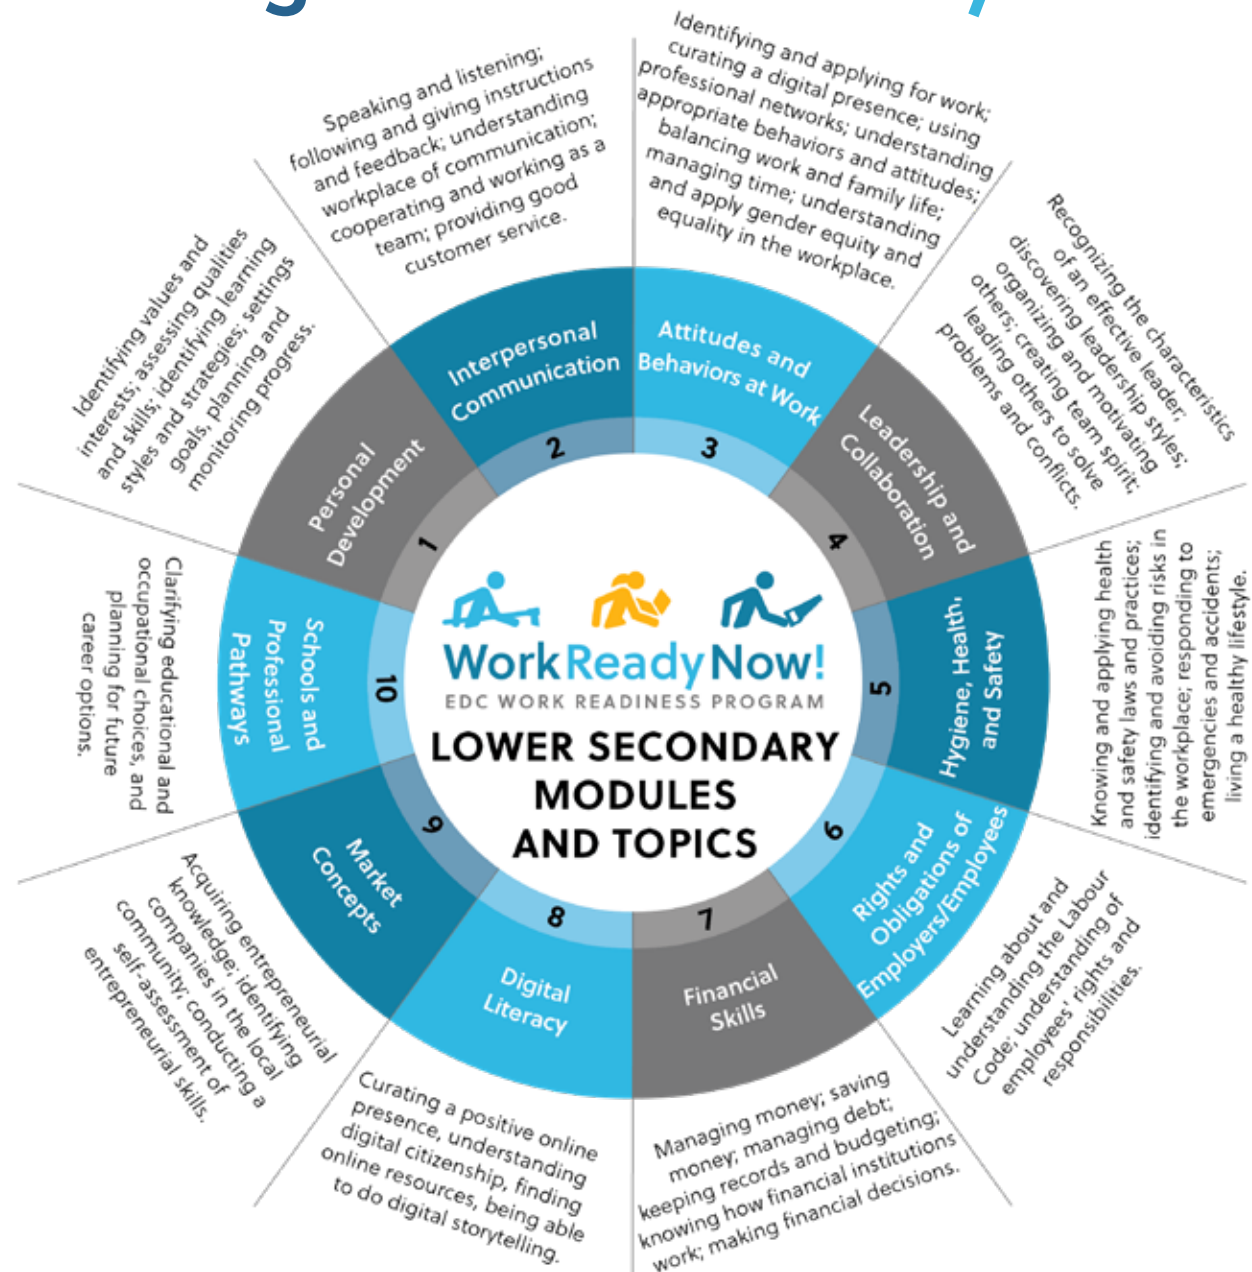 WorkReadyNow!
EDC WORK READINESS PROGRAM
LOWER SECONDARY
MODULES
AND TOPICS
1
Personal
Development
Identifying values and
interests; assessing qualities
and skills; identifying learning
styles and strategies; settings
goals, planning and
monitoring progress.
2
Interpersonal
Communication
Speaking and listening;
following and giving instructions
and feedback; understanding
workplace of communication;
cooperating and working as a
team; providing good
customer service.
3
Attitudes and
Behaviors at Work
Identifying and applying for work;
curating a digital presence; using
professional networks; understanding
appropriate behaviors and attitudes;
balancing work and family life;
managing time; understanding
and apply gender equity and
equality in the workplace.
4
Leadership and
Collaboration
Recognizing the characteristics
of an effective leader;
discovering leadership styles;
organizing and motivating
others; creating team spirit;
leading others to solve
problems and conflicts.
5
Hygiene, Health,
and Safety
Knowing and applying health
and safety laws and practices;
identifying and avoiding risks in
the workplace; responding to
emergencies and accidents;
living a healthy lifestyle.
6
Rights and
Obligations of
Employers/Employees
Learning about and
understanding the Labour
Code; understanding of
employees' rights and
responsibilities.
7
Financial
Skills
Managing money; saving
money; managing debt;
keeping records and budgeting;
knowing how financial institutions
work; making financial decisions.
8
Digital
Literacy
Curating a positive online
presence, understanding
digital citizenship, finding
online resources, being able
to do digital storytelling.
9
Market
Concepts
Acquiring entrepreneurial
knowledge; identifying
companies in the local
community; conducting a
self-assessment of
entrepreneurial skills.
10
Schools and
Professional
Pathways
Clarifying educational and
occupational choices, and
planning for future
career options.